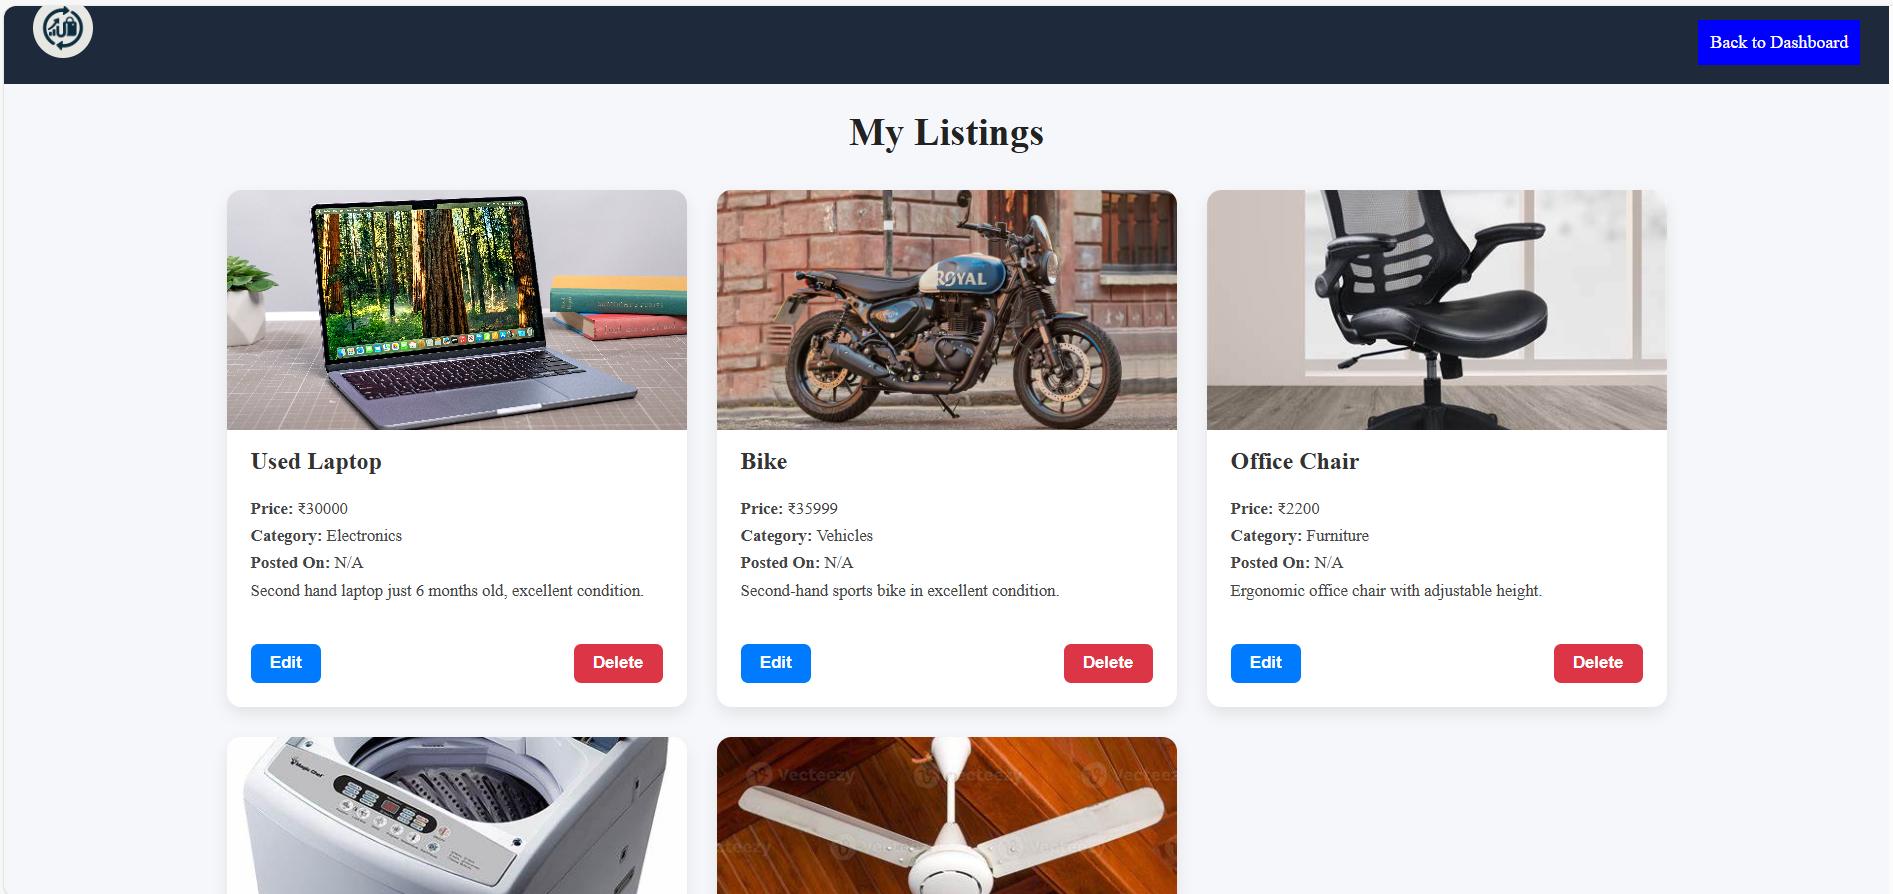 Back to Dashboard
My Listings
ROYAL
Used Laptop
Price: ₹30000
Category: Electronics
Posted On: N/A
Second hand laptop just 6 months old, excellent condition.
Edit
Delete
Bike
Price: ₹35999
Category: Vehicles
Posted On: N/A
Second-hand sports bike in excellent condition.
Edit
Delete
Office Chair
Price: ₹2200
Category: Furniture
Posted On: N/A
Ergonomic office chair with adjustable height.
Edit
Delete
Magic Chef
Vecteezy